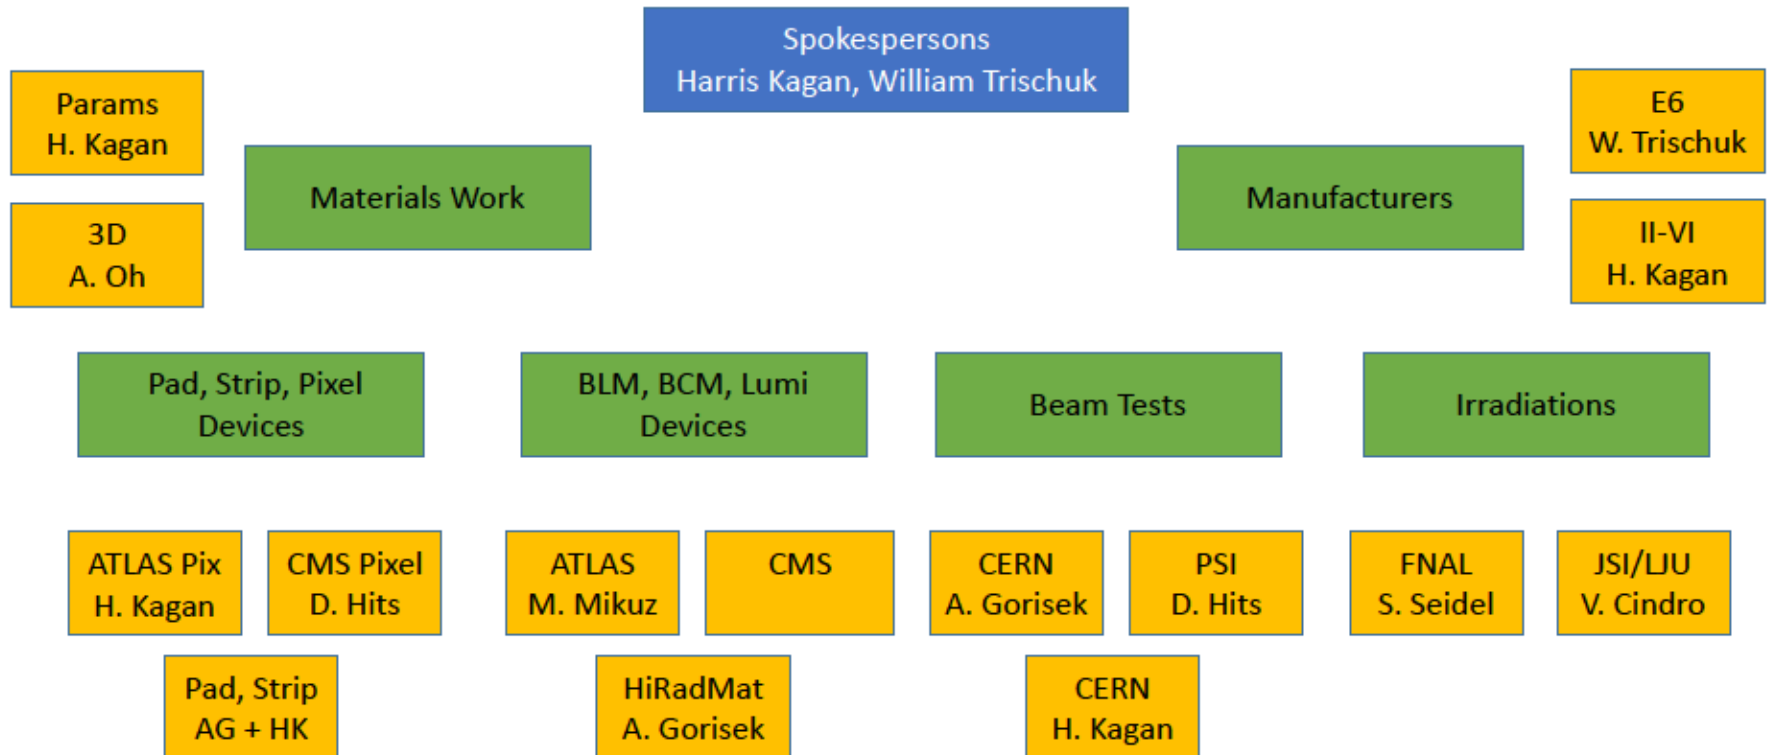 Spokespersons
Harris Kagan, William Trischuk
Params
H. Kagan
E6
W. Trischuk
Materials Work
Manufacturers
3D
A. Oh
II-VI
H. Kagan
Pad, Strip, Pixel
Devices
BLM, BCM, Lumi
Devices
Beam Tests
Irradiations
ATLAS Pix
H. Kagan
CMS Pixel
D. Hits
ATLAS
M. Mikuz
CMS
CERN
A. Gorisek
PSI
D. Hits
FNAL
S. Seidel
JSI/LJU
V. Cindro
Pad, Strip
AG + HK
HiRadMat
A. Gorisek
CERN
H. Kagan